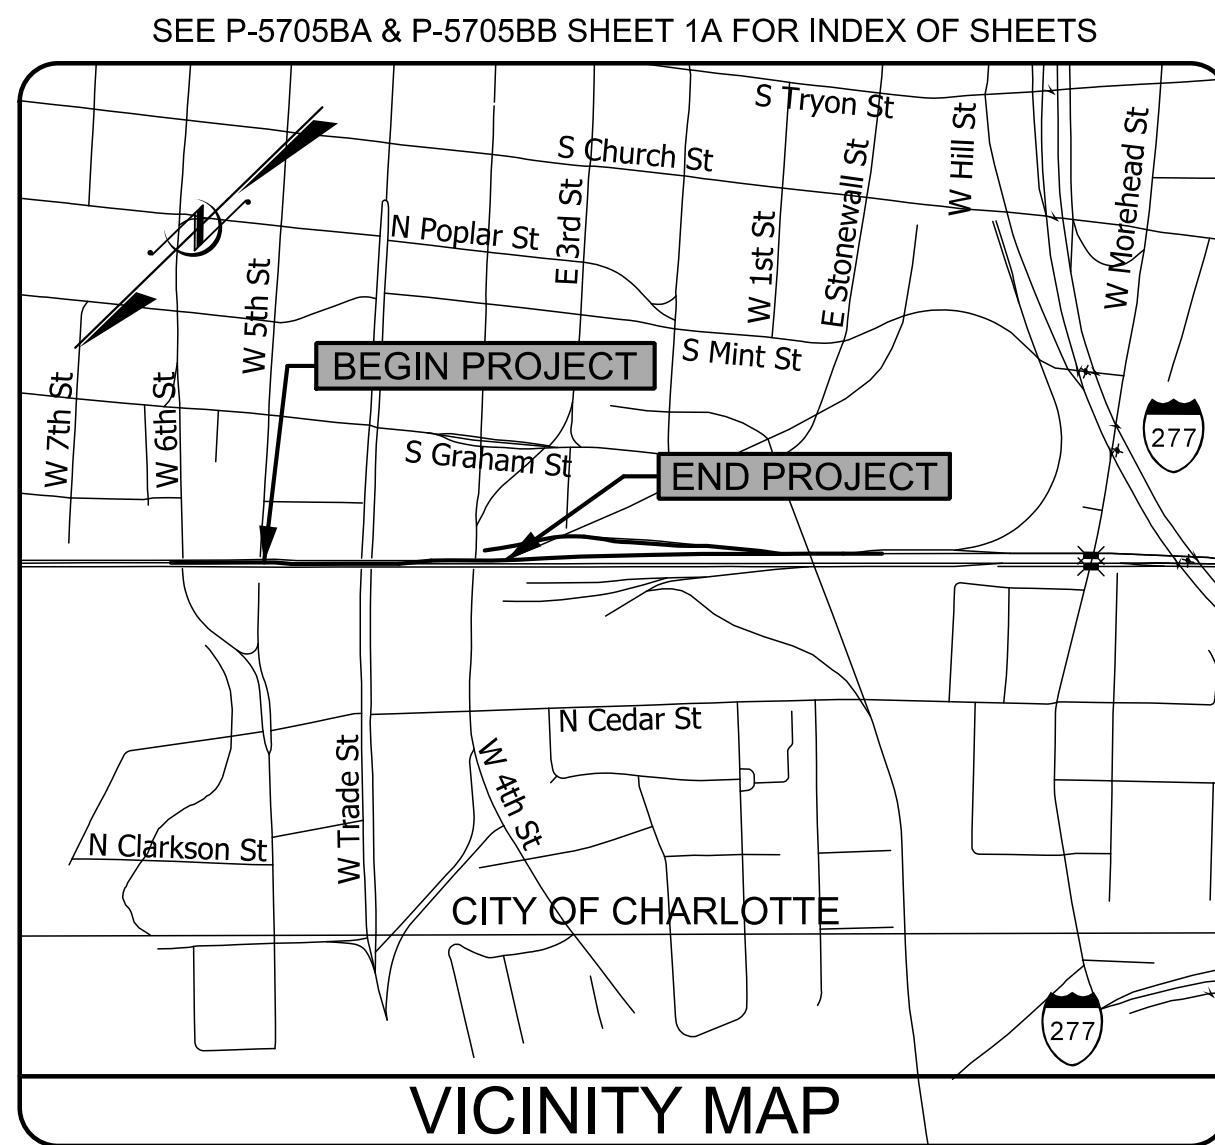 SEE P-5705BA & P-5705BB SHEET 1A FOR INDEX OF SHEETS
S Tryon St
S Church St
W Hill St
W Morehead St
N Poplar St
E 3rd St
W 1st St
E Stonewall St
W 5th St
S Mint St
BEGIN PROJECT
W 7th St
W 6th St
S Graham St
END PROJECT
277
N Cedar St
W Trade St
W 4th St
N Clarkson St
CITY OF CHARLOTTE
277
VICINITY MAP